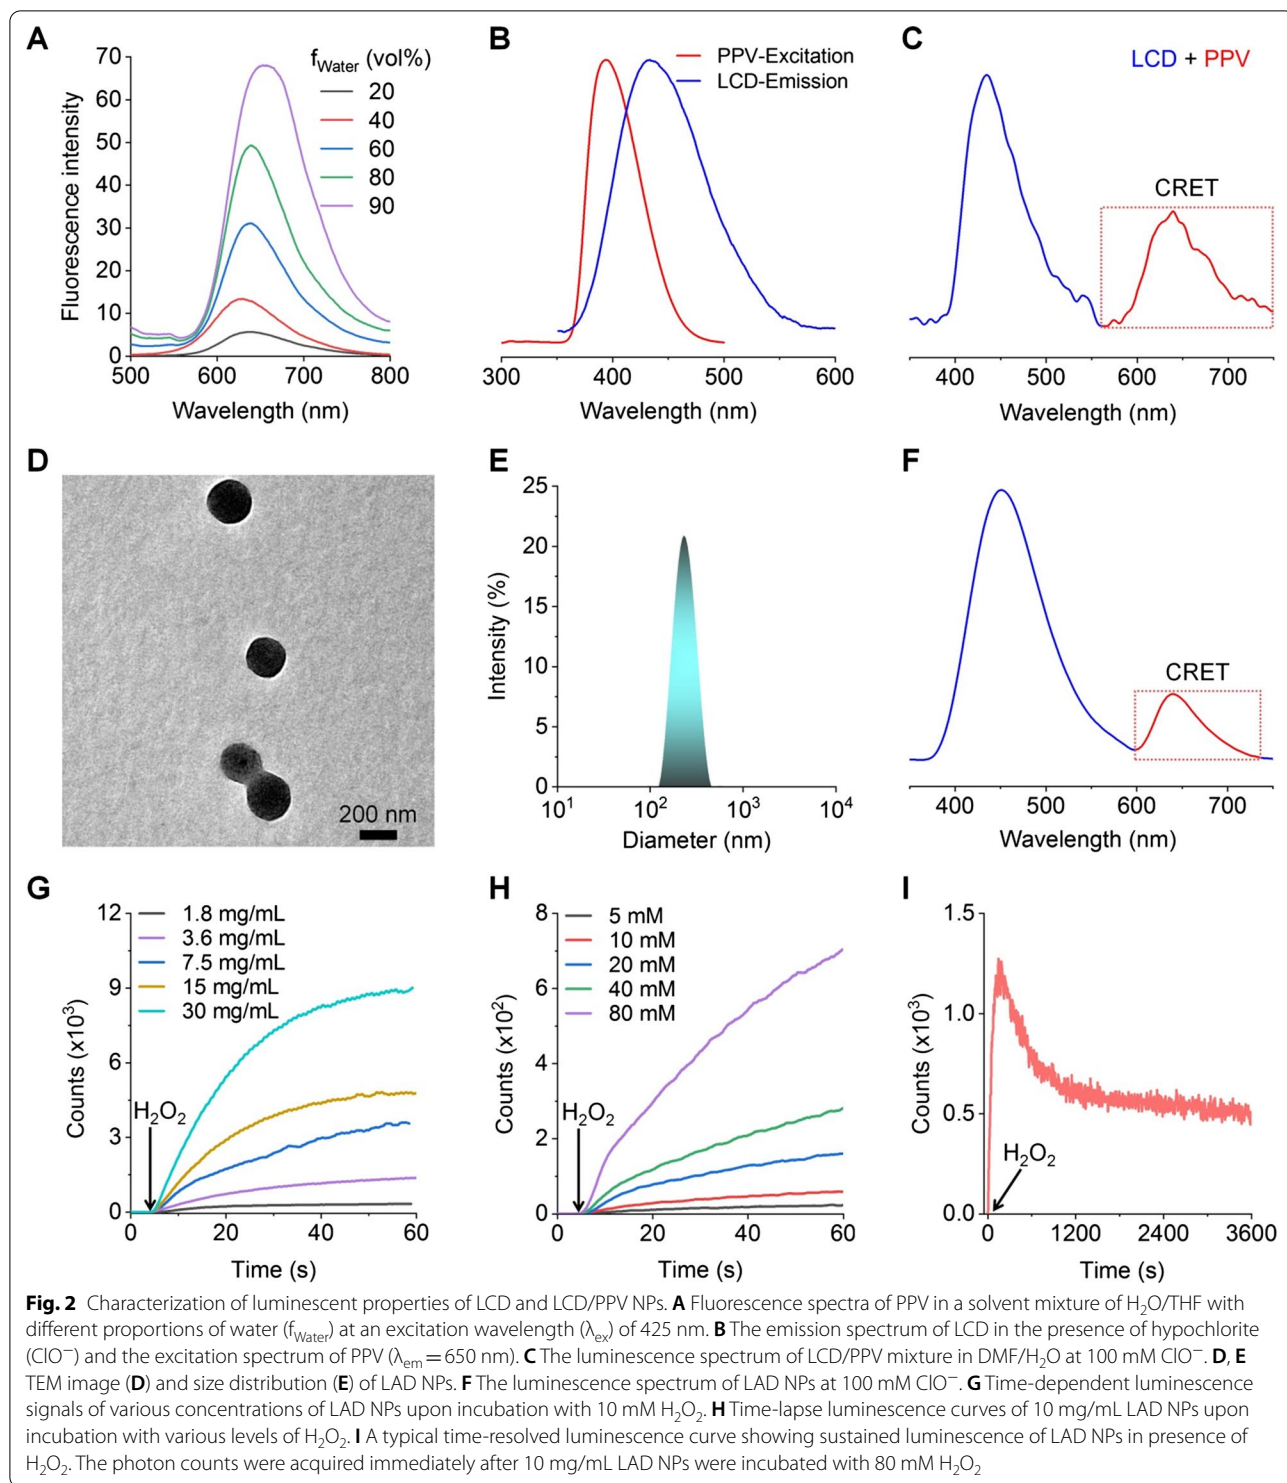 A
f_Water (vol%)
20
40
60
80
90
70
60
50
40
30
20
10
0
500 600 700 800
Fluorescence intensity
Wavelength (nm)
B
PPV-Excitation
LCD-Emission
300 400 500 600
Wavelength (nm)
C
LCD + PPV
CRET
400 500 600 700
Wavelength (nm)
D
200 nm
E
25
20
15
10
5
0
10¹ 10² 10³ 10⁴
Intensity (%)
Diameter (nm)
F
CRET
400 500 600 700
Wavelength (nm)
G
1.8 mg/mL
3.6 mg/mL
7.5 mg/mL
15 mg/mL
30 mg/mL
12
9
6
3
0
H₂O₂
0 20 40 60
Counts (x10³)
Time (s)
H
5 mM
10 mM
20 mM
40 mM
80 mM
8
6
4
2
0
H₂O₂
0 20 40 60
Counts (x10²)
Time (s)
I
1.5
1.0
0.5
0.0
H₂O₂
0 1200 2400 3600
Counts (x10³)
Time (s)
Fig. 2 Characterization of luminescent properties of LCD and LCD/PPV NPs. A Fluorescence spectra of PPV in a solvent mixture of H₂O/THF with
different proportions of water (f_Water) at an excitation wavelength (λ_ex) of 425 nm. B The emission spectrum of LCD in the presence of hypochlorite
(ClO⁻) and the excitation spectrum of PPV (λ_em = 650 nm). C The luminescence spectrum of LCD/PPV mixture in DMF/H₂O at 100 mM ClO⁻. D, E
TEM image (D) and size distribution (E) of LAD NPs. F The luminescence spectrum of LAD NPs at 100 mM ClO⁻. G Time-dependent luminescence
signals of various concentrations of LAD NPs upon incubation with 10 mM H₂O₂. H Time-lapse luminescence curves of 10 mg/mL LAD NPs upon
incubation with various levels of H₂O₂. I A typical time-resolved luminescence curve showing sustained luminescence of LAD NPs in presence of
H₂O₂. The photon counts were acquired immediately after 10 mg/mL LAD NPs were incubated with 80 mM H₂O₂